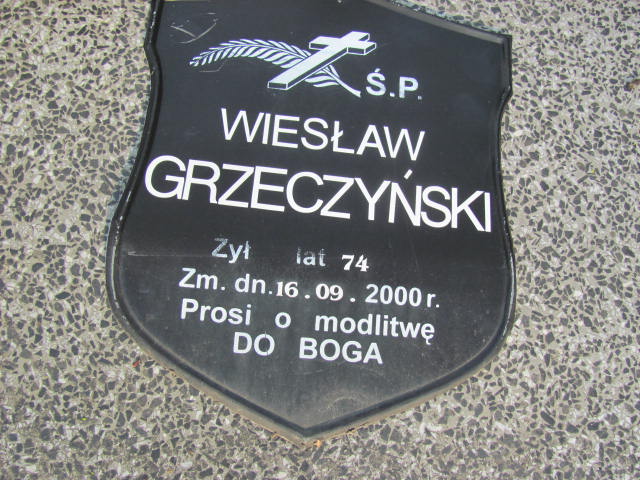 Ś.P.
WIESŁAW
GRZECZYŃSKI
Żył lat 74
Zm. dn. 16.09.2000 r.
Prosi o modlitwę
DO BOGA